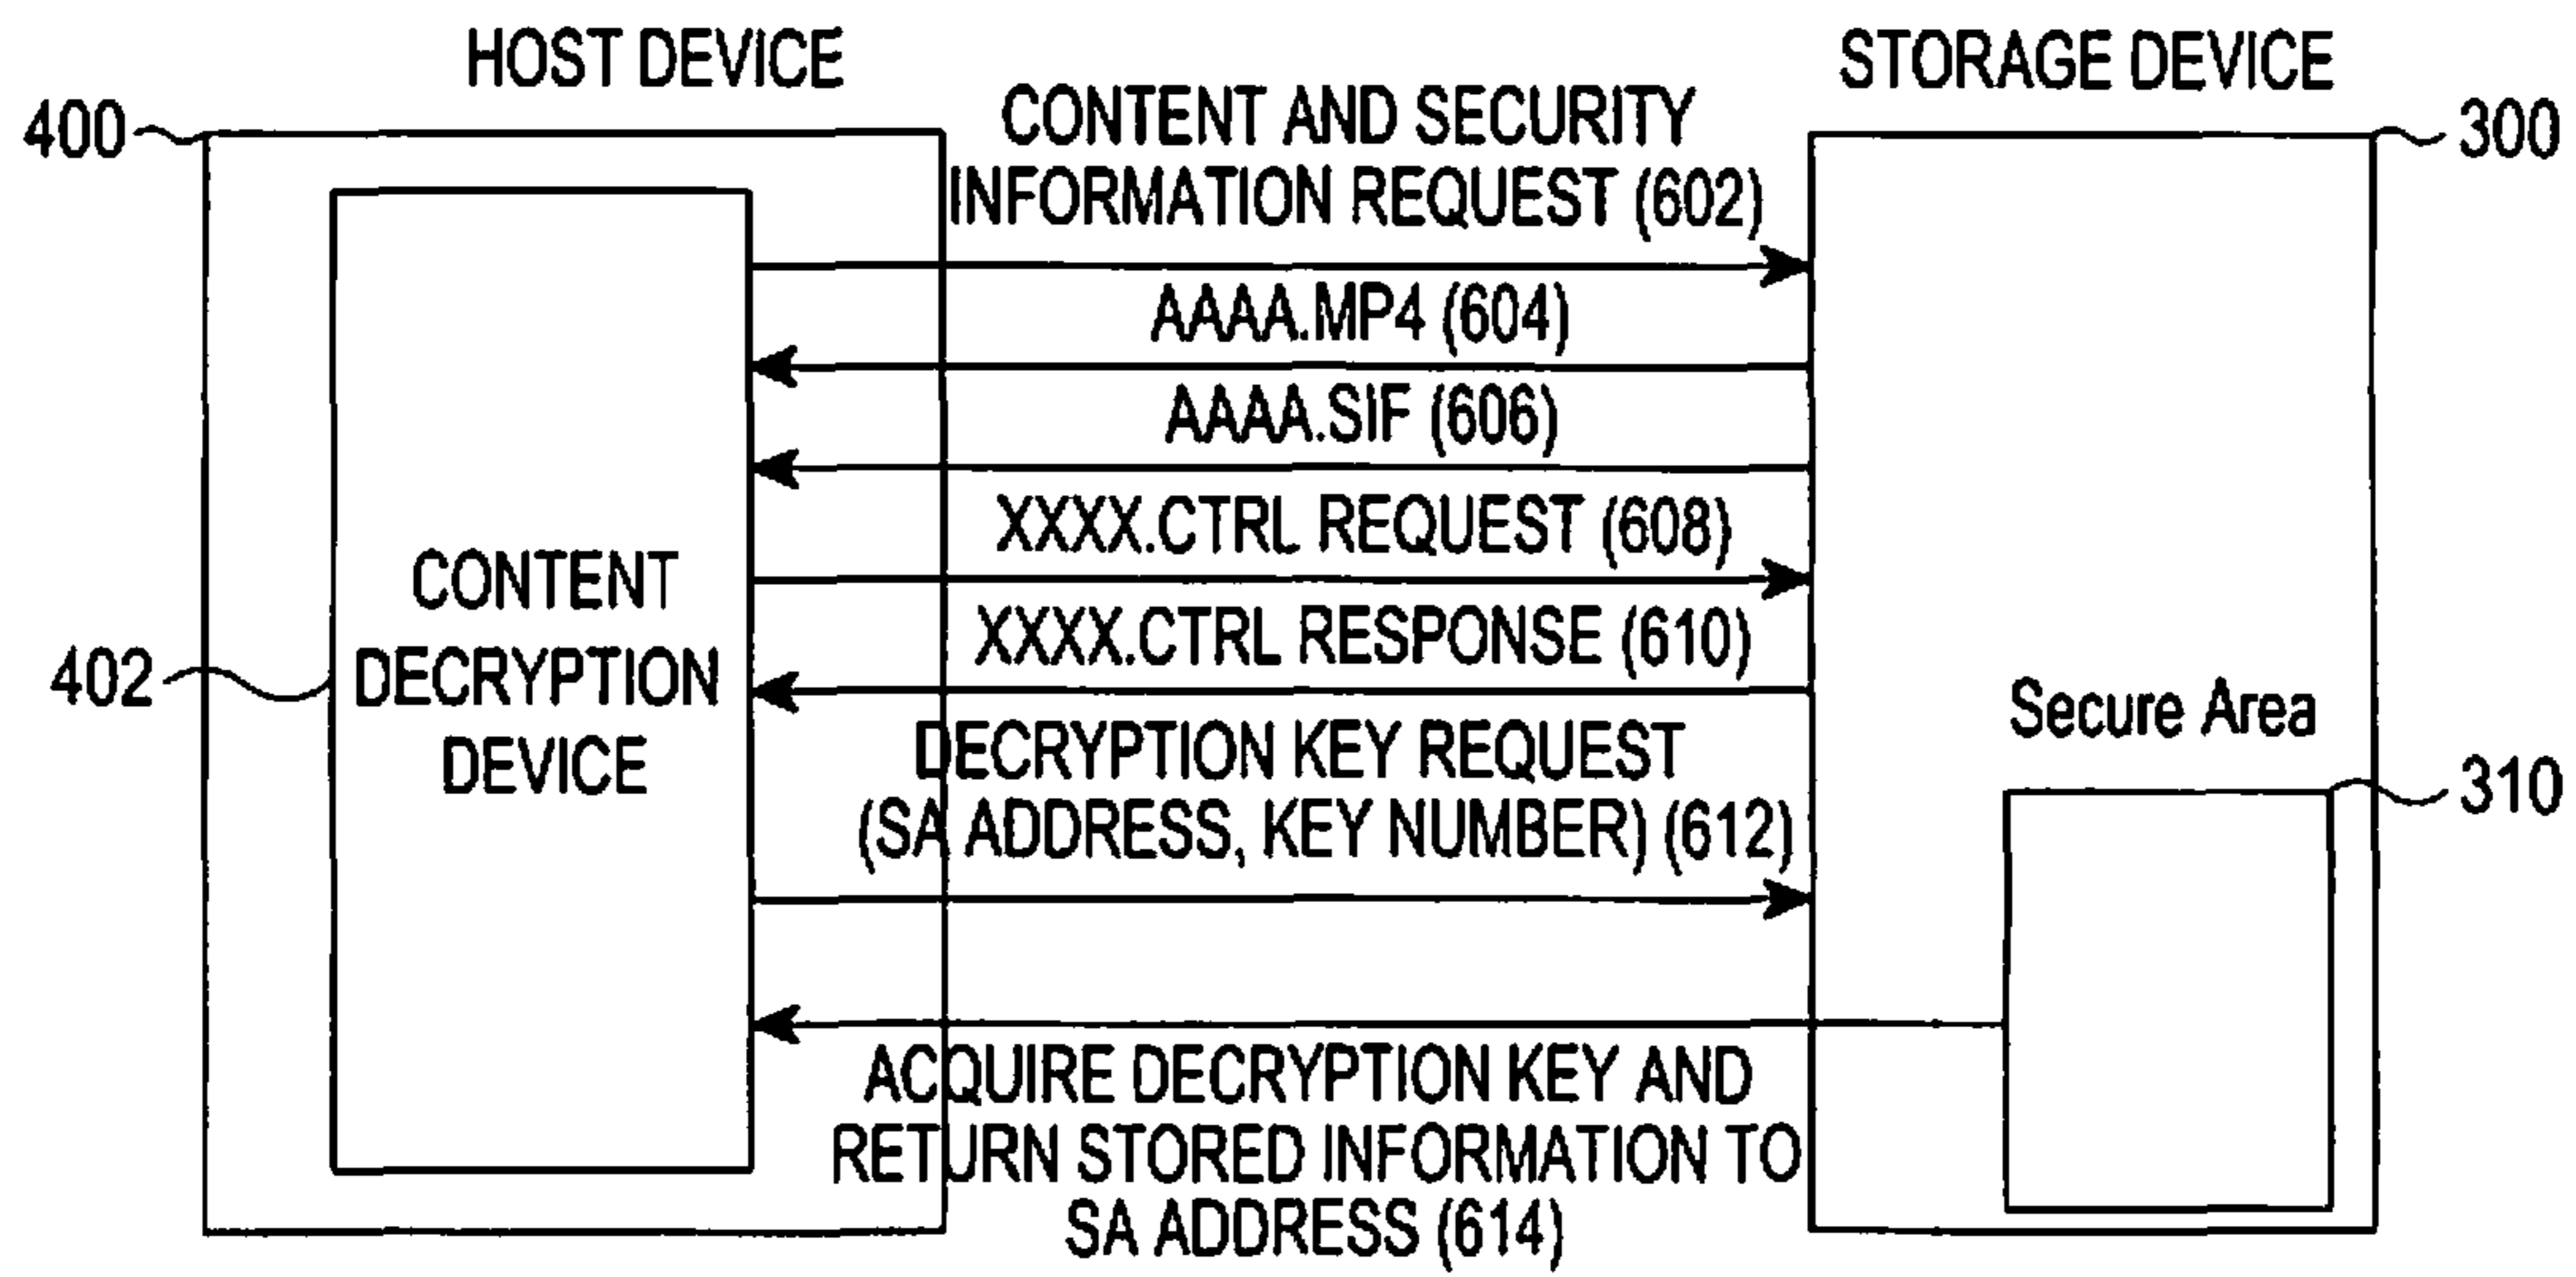 HOST DEVICE
STORAGE DEVICE
400
300
CONTENT AND SECURITY
INFORMATION REQUEST (602)
AAAA.MP4 (604)
AAAA.SIF (606)
XXXX.CTRL REQUEST (608)
XXXX.CTRL RESPONSE (610)
CONTENT
DECRYPTION
DEVICE
402
DECRYPTION KEY REQUEST
(SA ADDRESS, KEY NUMBER) (612)
Secure Area
310
ACQUIRE DECRYPTION KEY AND
RETURN STORED INFORMATION TO
SA ADDRESS (614)